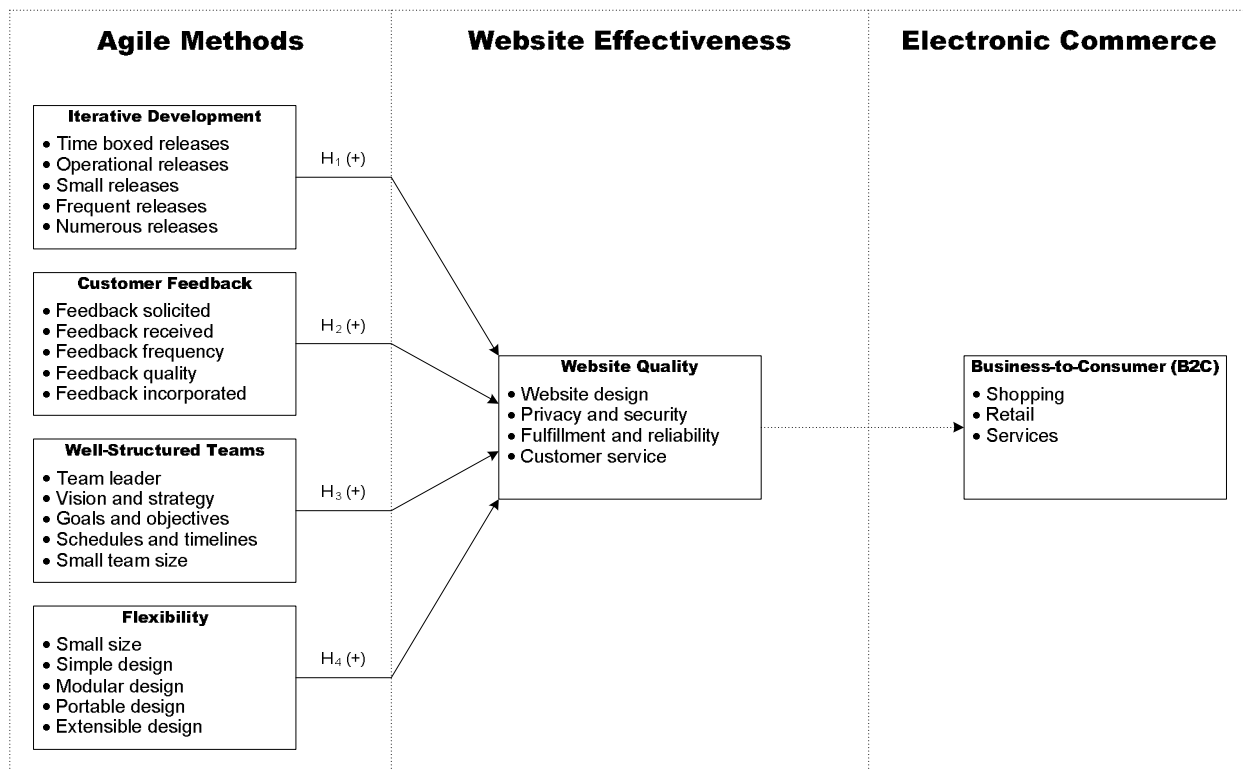 Agile Methods
Website Effectiveness
Electronic Commerce
Iterative Development
• Time boxed releases
• Operational releases
• Small releases
• Frequent releases
• Numerous releases
H₁ (+)
Customer Feedback
• Feedback solicited
• Feedback received
• Feedback frequency
• Feedback quality
• Feedback incorporated
H₂ (+)
Well-Structured Teams
• Team leader
• Vision and strategy
• Goals and objectives
• Schedules and timelines
• Small team size
H₃ (+)
Flexibility
• Small size
• Simple design
• Modular design
• Portable design
• Extensible design
H₄ (+)
Website Quality
• Website design
• Privacy and security
• Fulfillment and reliability
• Customer service
Business-to-Consumer (B2C)
• Shopping
• Retail
• Services